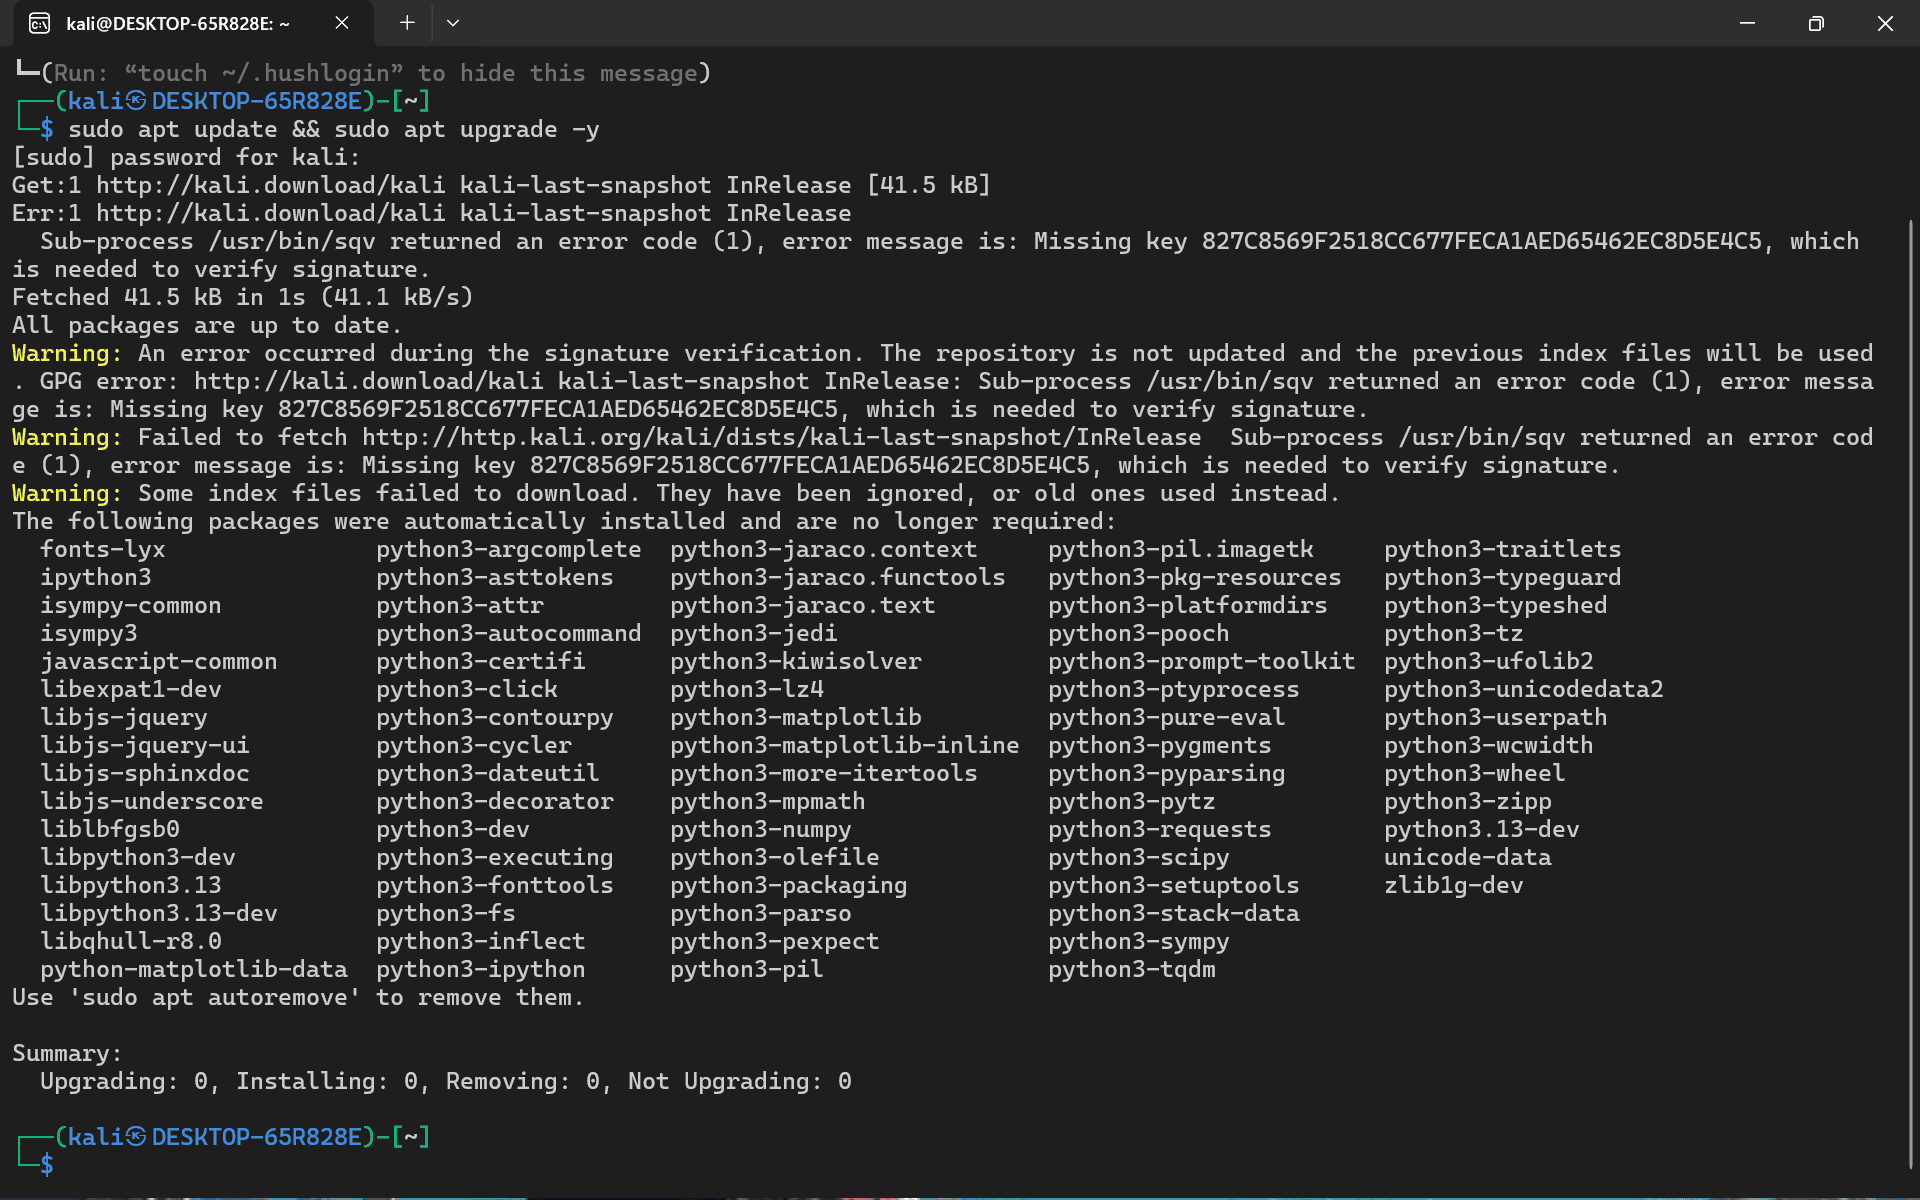 kali@DESKTOP-65R828E: ~
└─(Run: “touch ~/.hushlogin” to hide this message)
┌──(kali㉿DESKTOP-65R828E)-[~]
└─$ sudo apt update && sudo apt upgrade -y
[sudo] password for kali:
Get:1 http://kali.download/kali kali-last-snapshot InRelease [41.5 kB]
Err:1 http://kali.download/kali kali-last-snapshot InRelease
  Sub-process /usr/bin/sqv returned an error code (1), error message is: Missing key 827C8569F2518CC677FECA1AED65462EC8D5E4C5, which
is needed to verify signature.
Fetched 41.5 kB in 1s (41.1 kB/s)
All packages are up to date.
Warning: An error occurred during the signature verification. The repository is not updated and the previous index files will be used
. GPG error: http://kali.download/kali kali-last-snapshot InRelease: Sub-process /usr/bin/sqv returned an error code (1), error messa
ge is: Missing key 827C8569F2518CC677FECA1AED65462EC8D5E4C5, which is needed to verify signature.
Warning: Failed to fetch http://http.kali.org/kali/dists/kali-last-snapshot/InRelease  Sub-process /usr/bin/sqv returned an error cod
e (1), error message is: Missing key 827C8569F2518CC677FECA1AED65462EC8D5E4C5, which is needed to verify signature.
Warning: Some index files failed to download. They have been ignored, or old ones used instead.
The following packages were automatically installed and are no longer required:
  fonts-lyx               python3-argcomplete  python3-jaraco.context     python3-pil.imagetk     python3-traitlets
  ipython3                python3-asttokens    python3-jaraco.functools   python3-pkg-resources   python3-typeguard
  isympy-common           python3-attr         python3-jaraco.text        python3-platformdirs    python3-typeshed
  isympy3                 python3-autocommand  python3-jedi               python3-pooch           python3-tz
  javascript-common       python3-certifi      python3-kiwisolver         python3-prompt-toolkit  python3-ufolib2
  libexpat1-dev           python3-click        python3-lz4                python3-ptyprocess      python3-unicodedata2
  libjs-jquery            python3-contourpy    python3-matplotlib         python3-pure-eval       python3-userpath
  libjs-jquery-ui         python3-cycler       python3-matplotlib-inline  python3-pygments        python3-wcwidth
  libjs-sphinxdoc         python3-dateutil     python3-more-itertools     python3-pyparsing       python3-wheel
  libjs-underscore        python3-decorator    python3-mpmath             python3-pytz            python3-zipp
  liblbfgsb0              python3-dev          python3-numpy              python3-requests        python3.13-dev
  libpython3-dev          python3-executing    python3-olefile            python3-scipy           unicode-data
  libpython3.13           python3-fonttools    python3-packaging          python3-setuptools      zlib1g-dev
  libpython3.13-dev       python3-fs           python3-parso              python3-stack-data
  libqhull-r8.0           python3-inflect      python3-pexpect            python3-sympy
  python-matplotlib-data  python3-ipython      python3-pil                python3-tqdm
Use 'sudo apt autoremove' to remove them.
Summary:
  Upgrading: 0, Installing: 0, Removing: 0, Not Upgrading: 0
┌──(kali㉿DESKTOP-65R828E)-[~]
└─$